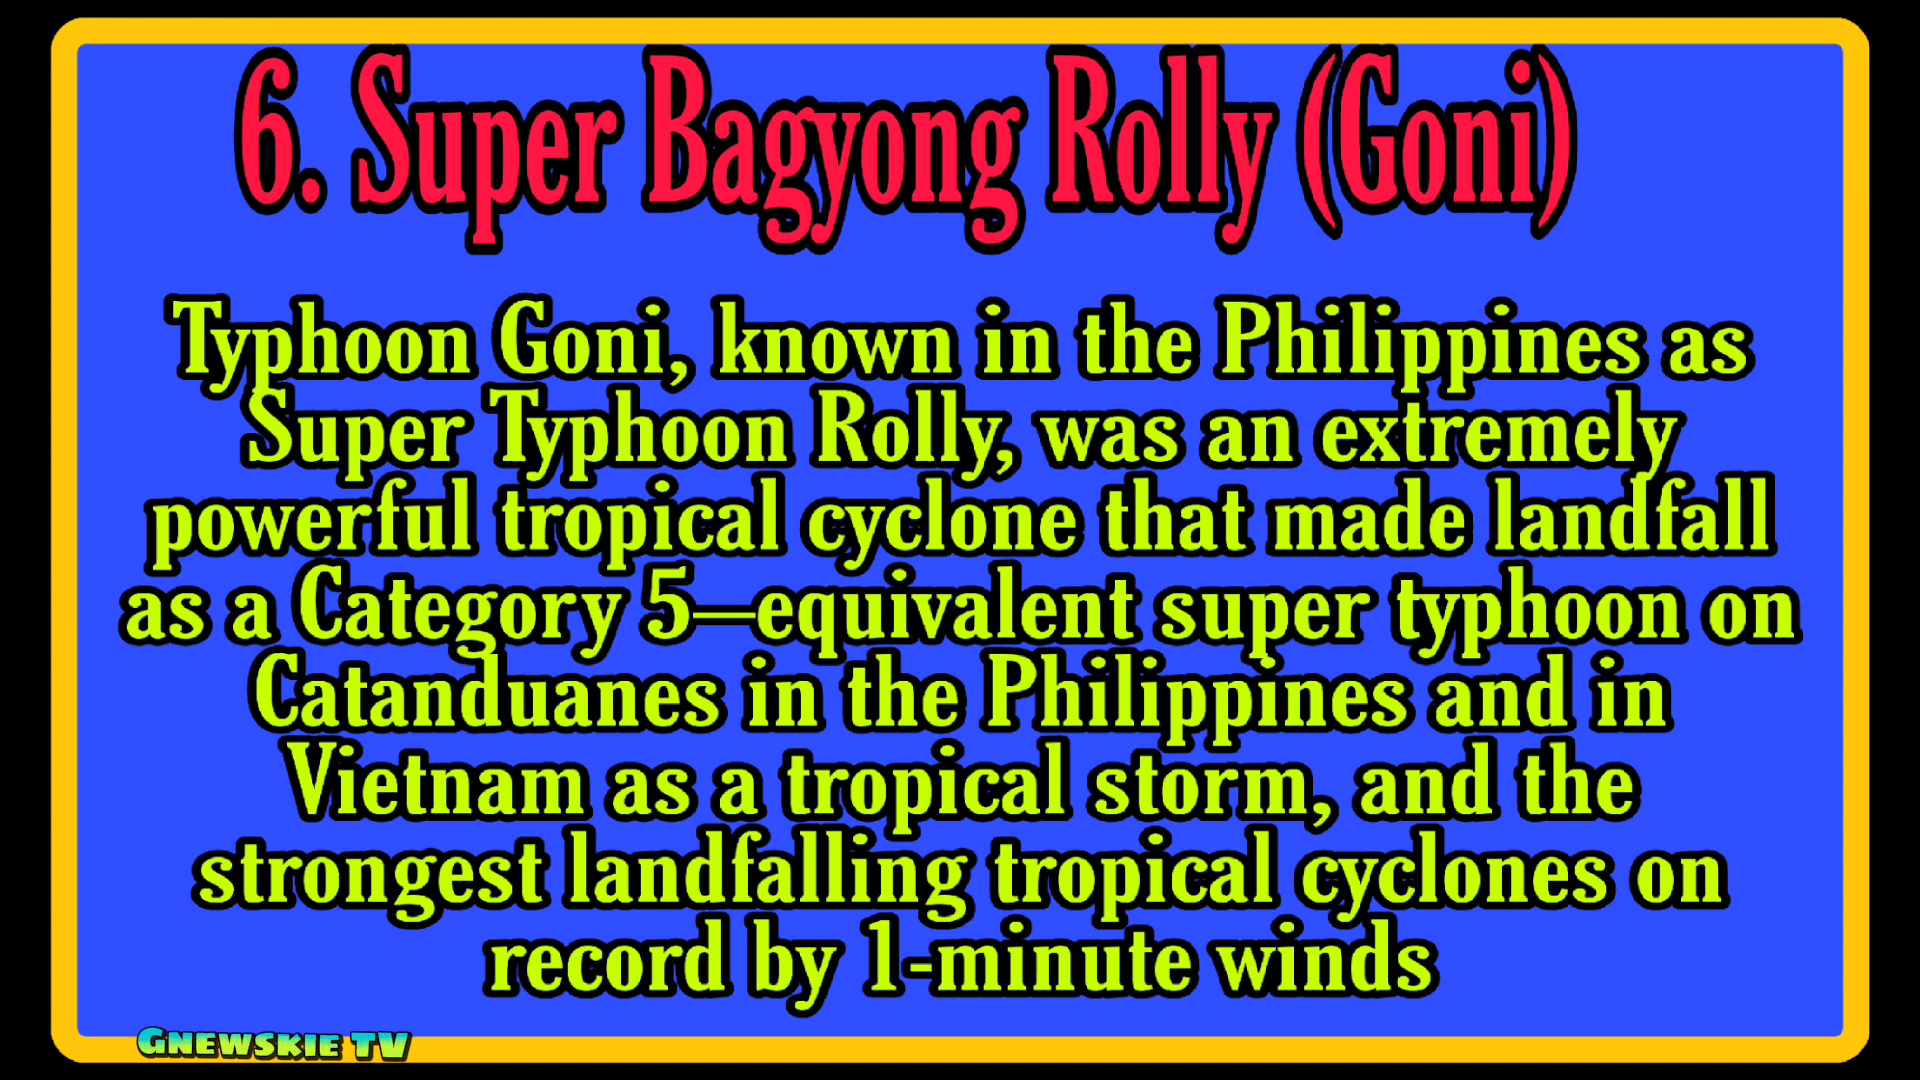 6. Super Bagyong Rolly (Goni)
Typhoon Goni, known in the Philippines as
Super Typhoon Rolly, was an extremely
powerful tropical cyclone that made landfall
as a Category 5–equivalent super typhoon on
Catanduanes in the Philippines and in
Vietnam as a tropical storm, and the
strongest landfalling tropical cyclones on
record by 1-minute winds
GNEWSKIE TV